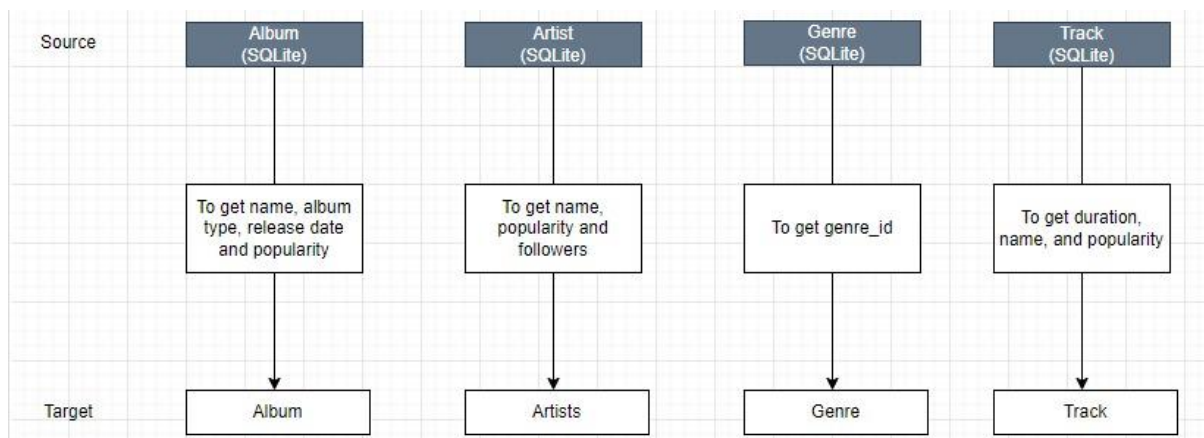 Source
Album
(SQLite)
Artist
(SQLite)
Genre
(SQLite)
Track
(SQLite)
To get name, album
type, release date
and popularity
To get name,
popularity and
followers
To get genre_id
To get duration,
name, and popularity
Target
Album
Artists
Genre
Track